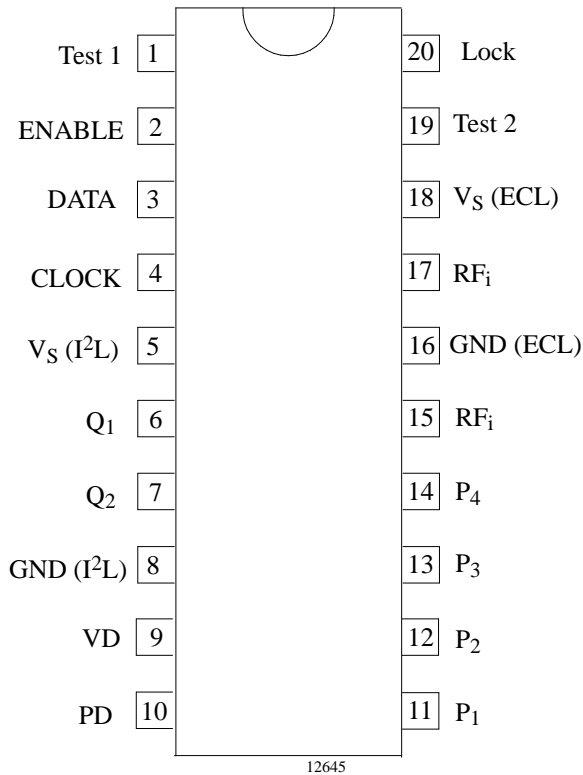 Test 1 1 20 Lock
ENABLE 2 19 Test 2
DATA 3 18 VS (ECL)
CLOCK 4 17 RFi
VS (I²L) 5 16 GND (ECL)
Q1 6 15 RFi
Q2 7 14 P4
GND (I²L) 8 13 P3
VD 9 12 P2
PD 10 11 P1
12645